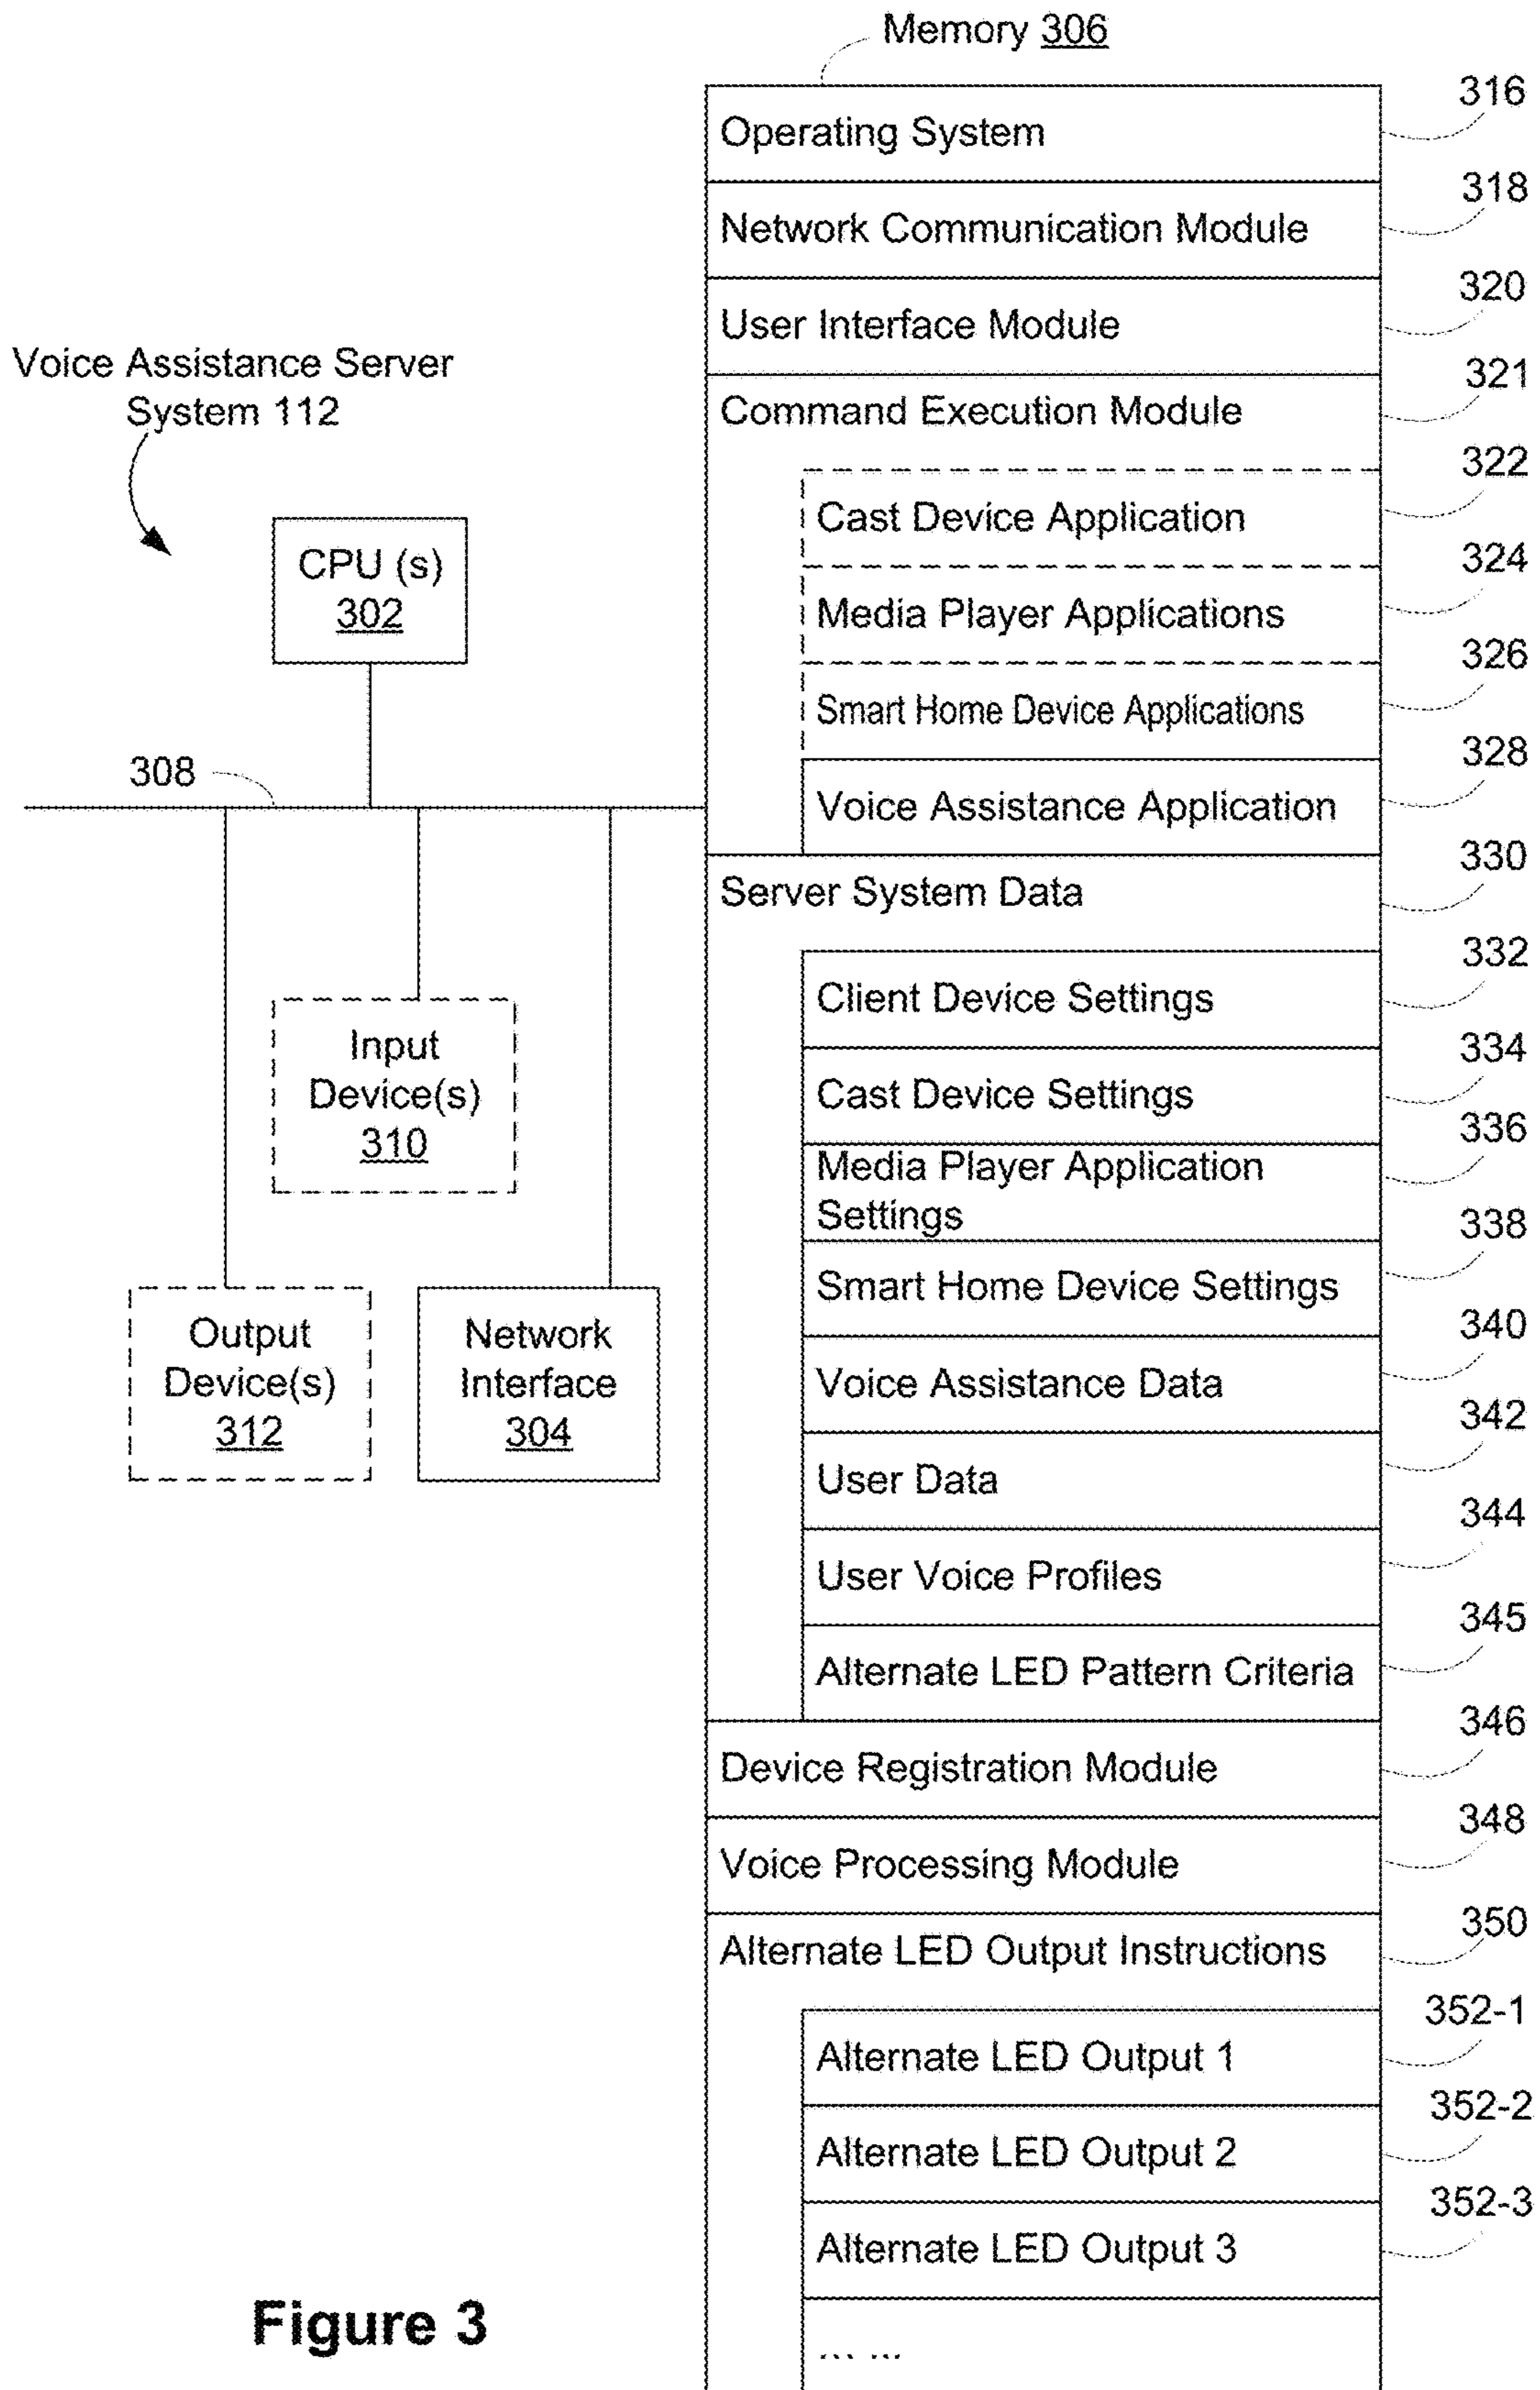 Memory 306
Operating System
316
Network Communication Module
318
User Interface Module
320
Voice Assistance Server
System 112
Command Execution Module
321
Cast Device Application
322
CPU (s)
302
Media Player Applications
324
Smart Home Device Applications
326
308
Voice Assistance Application
328
Server System Data
330
Client Device Settings
332
Input
Device(s)
310
Cast Device Settings
334
Media Player Application
Settings
336
Smart Home Device Settings
338
Output
Device(s)
312
Network
Interface
304
Voice Assistance Data
340
User Data
342
User Voice Profiles
344
Alternate LED Pattern Criteria
345
Device Registration Module
346
Voice Processing Module
348
Alternate LED Output Instructions
350
Alternate LED Output 1
352-1
Alternate LED Output 2
352-2
Alternate LED Output 3
352-3
... ...
Figure 3